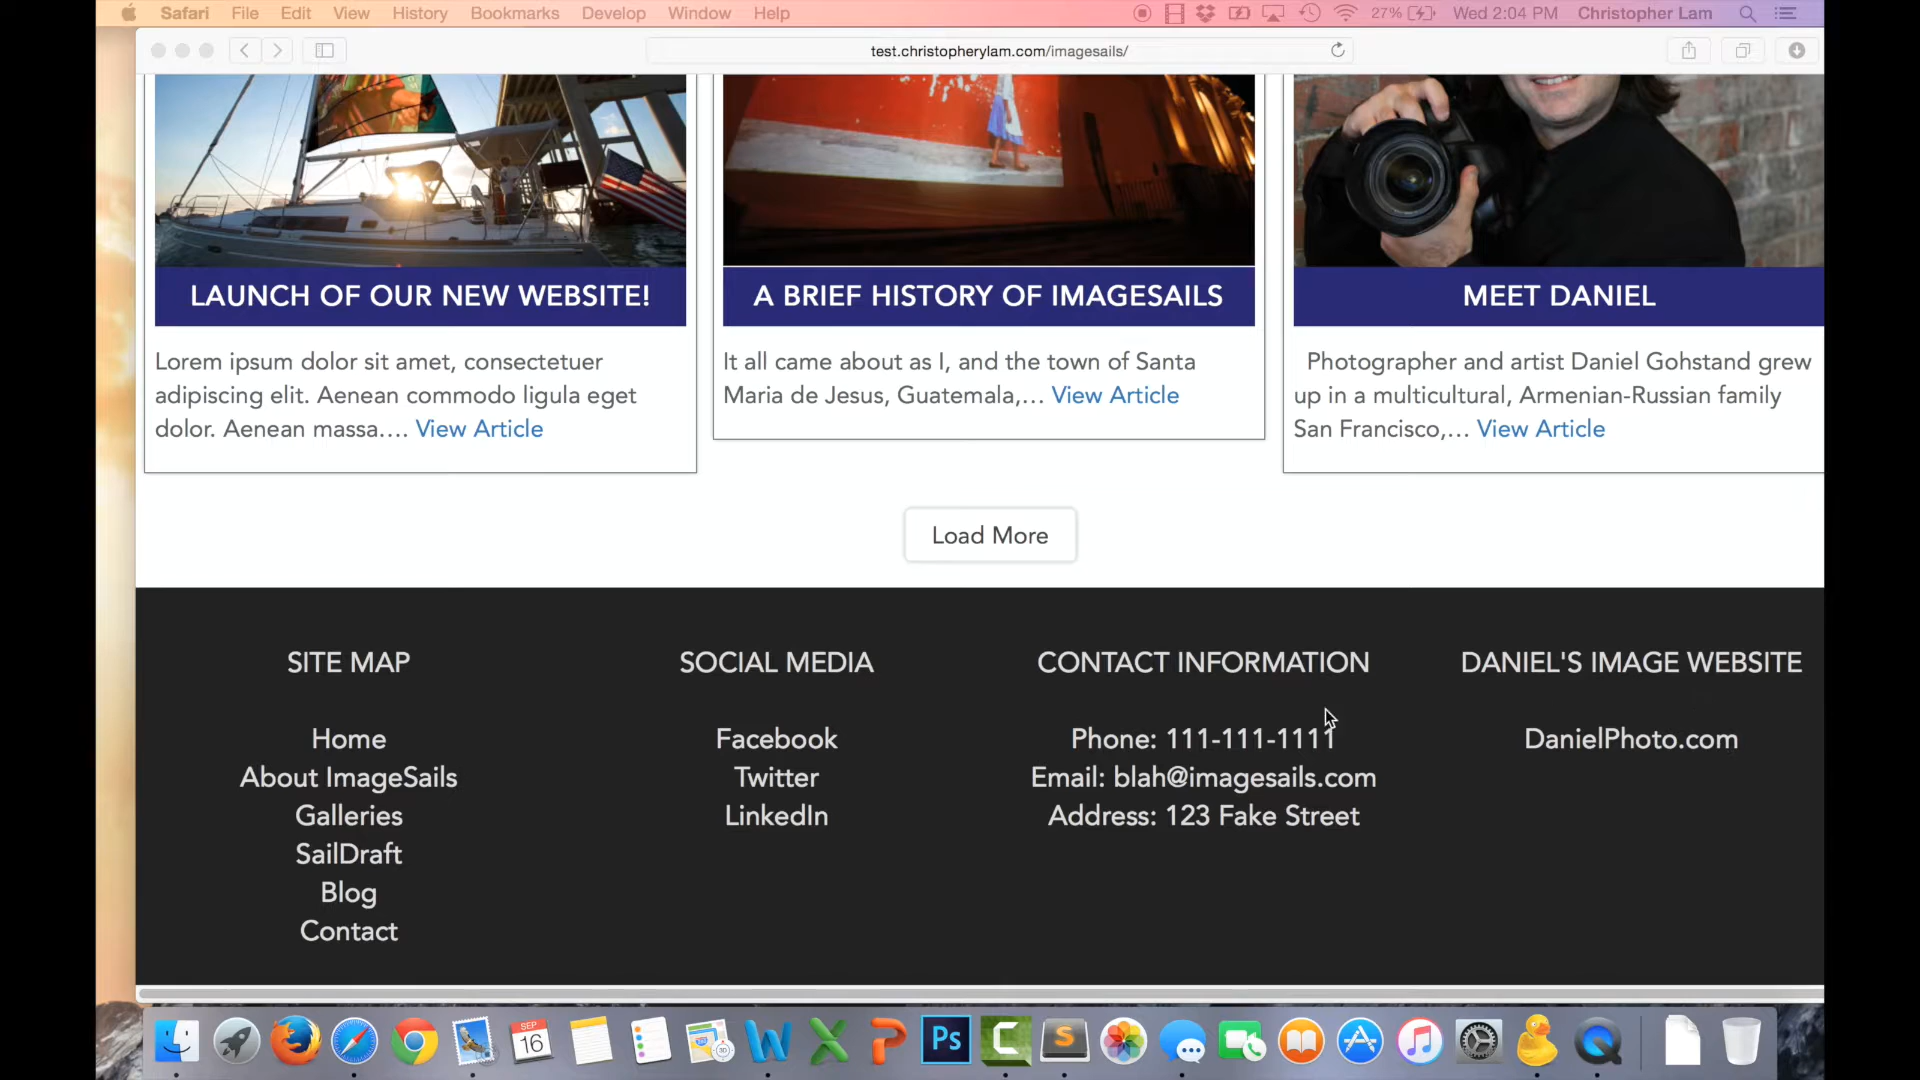 Safari File Edit View History Bookmarks Develop Window Help 27% Wed 2:04 PM Christopher Lam
test.christopherylam.com/imagesails/
LAUNCH OF OUR NEW WEBSITE!
Lorem ipsum dolor sit amet, consectetuer
adipiscing elit. Aenean commodo ligula eget
dolor. Aenean massa.... View Article
A BRIEF HISTORY OF IMAGESAILS
It all came about as I, and the town of Santa
Maria de Jesus, Guatemala,... View Article
MEET DANIEL
Photographer and artist Daniel Gohstand grew
up in a multicultural, Armenian-Russian family
San Francisco,... View Article
Load More
SITE MAP
Home
About ImageSails
Galleries
SailDraft
Blog
Contact
SOCIAL MEDIA
Facebook
Twitter
LinkedIn
CONTACT INFORMATION
Phone: 111-111-1111
Email: blah@imagesails.com
Address: 123 Fake Street
DANIEL'S IMAGE WEBSITE
DanielPhoto.com
SEP
16
Ps